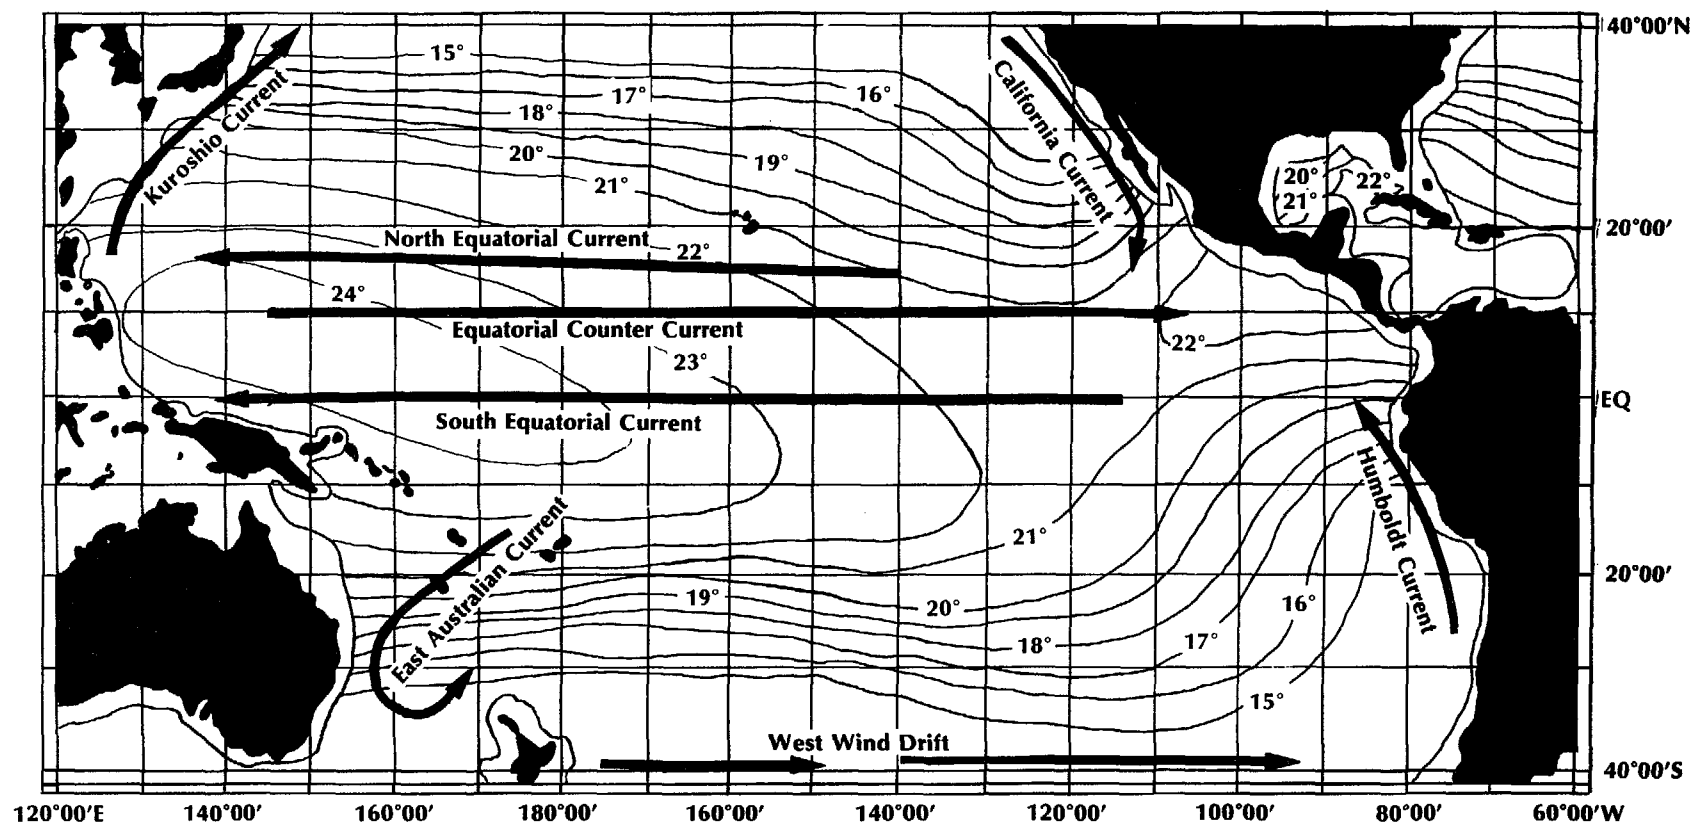 40°00'N
15°
17°
16°
18°
20°
19°
21°
Kuroshio Current
California Current
20°
22°
21°
North Equatorial Current
22°
20°00'
24°
Equatorial Counter Current
22°
23°
EQ
South Equatorial Current
Humboldt Current
East Australian Current
21°
20°00'
19°
20°
16°
18°
17°
15°
West Wind Drift
40°00'S
120°00'E
140°00'
160°00'
180°00'
160°00'
140°00'
120°00'
100°00'
80°00'
60°00'W